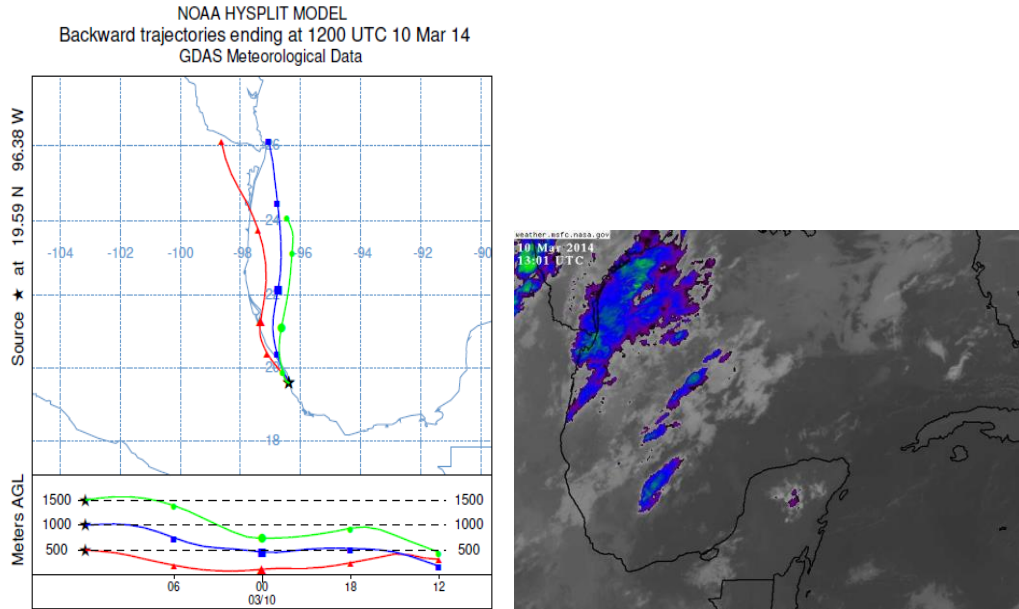 NOAA HYSPLIT MODEL
Backward trajectories ending at 1200 UTC 10 Mar 14
GDAS Meteorological Data
Source ★ at 19.59 N 96.38 W
26
24
-104 -102 -100 -98 -96 -94 -92 -90
22
20
18
Meters AGL
1500 1500
1000 1000
500 500
06 00 18 12
03/10
weather.msfc.nasa.gov
10 Mar 2014
13:01 UTC